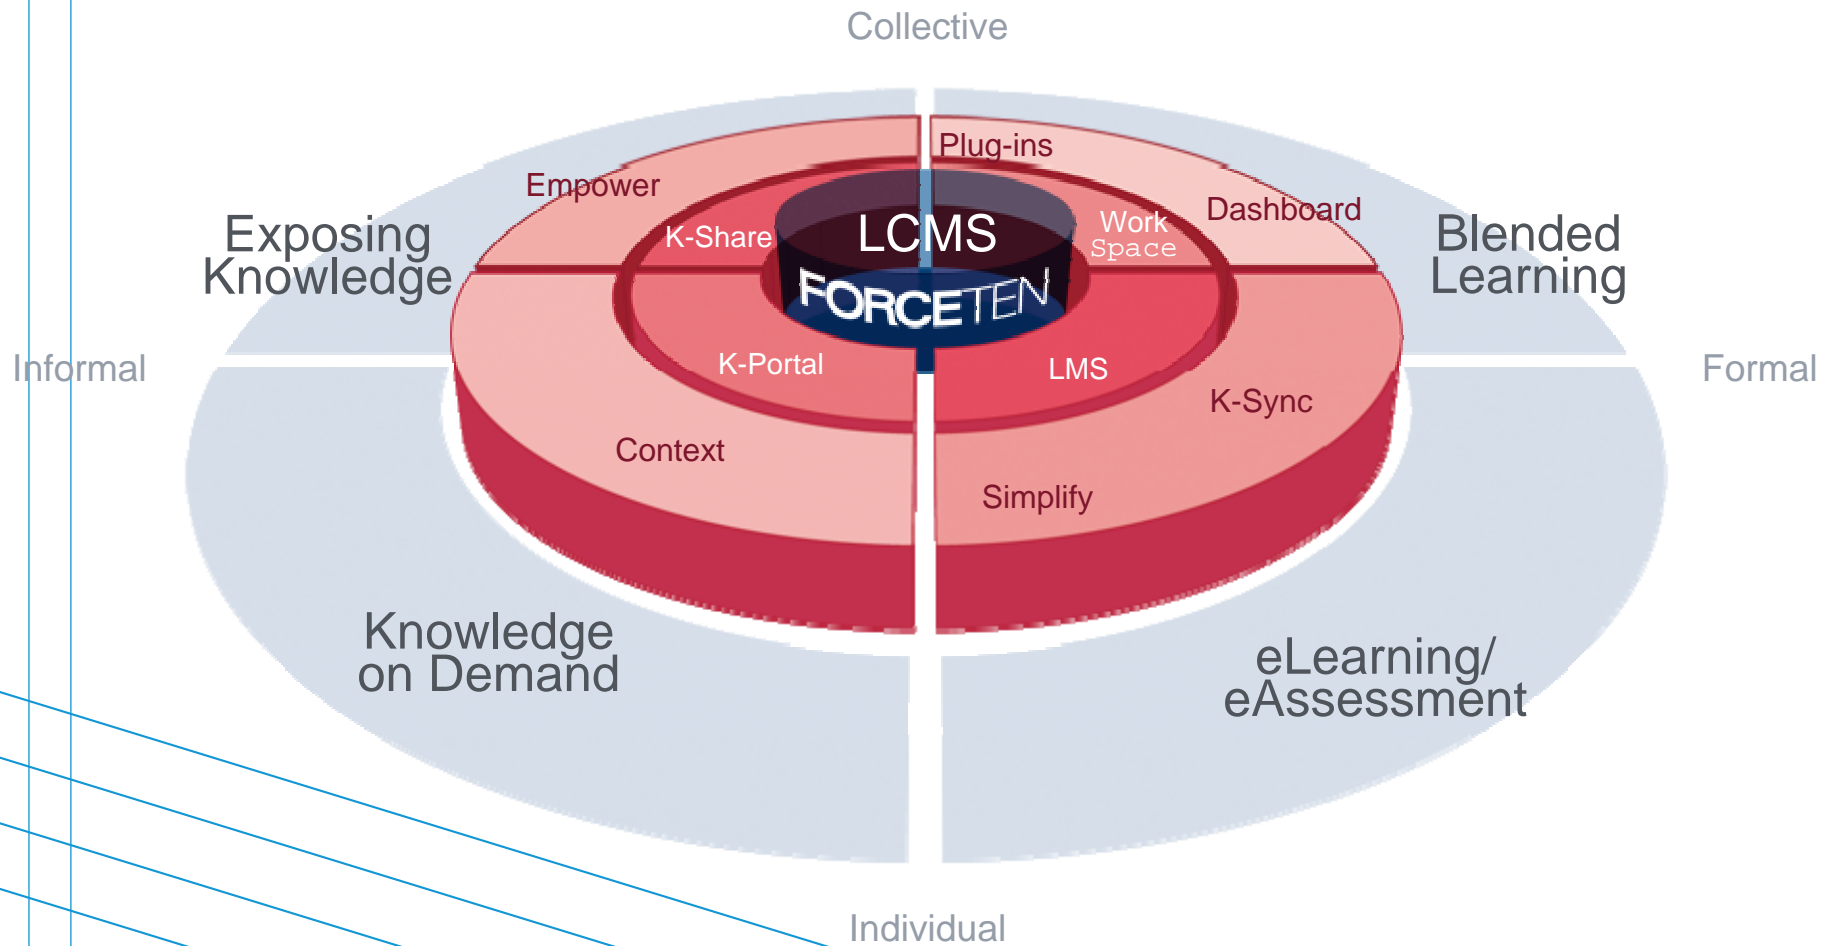 Collective
Plug-ins
Empower
Dashboard
Exposing
Knowledge
K-Share
LCMS
Work
Space
Blended
Learning
FORCETEN
Informal
K-Portal
LMS
Formal
K-Sync
Context
Simplify
Knowledge
on Demand
eLearning/
eAssessment
Individual